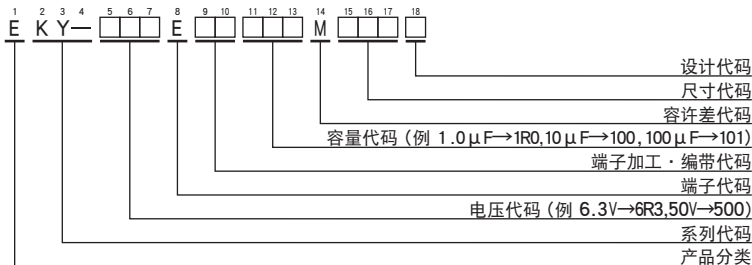 1 2 3 4 5 6 7 8 9 10 11 12 13 14 15 16 17 18
E K Y— □□□ E □□ □□□ M □□□ □
设计代码
尺寸代码
容许差代码
容量代码（例 1.0μF→1R0,10μF→100,100μF→101）
端子加工・编带代码
端子代码
电压代码（例 6.3V→6R3,50V→500）
系列代码
产品分类